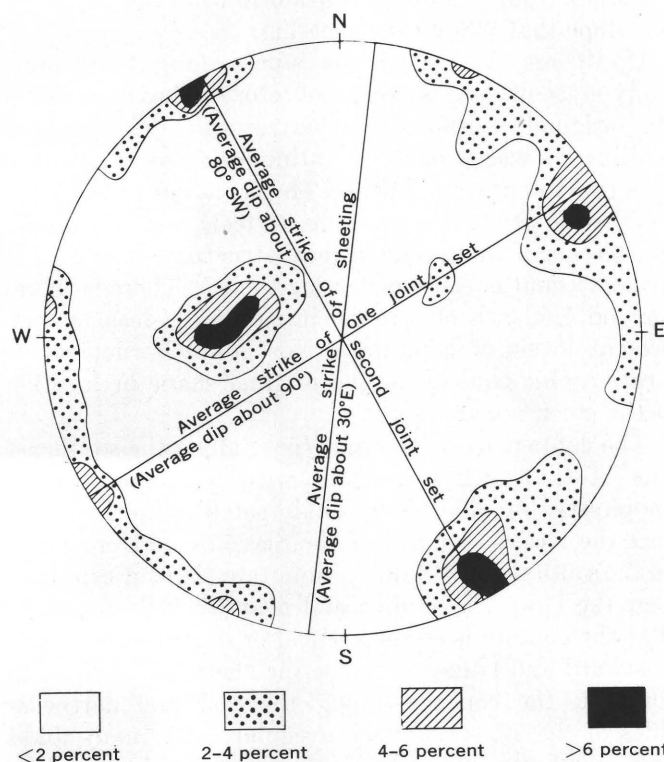 N
Average strike of second joint set
(Average dip about 80° SW)
Average strike of sheeting
(Average dip about 30°E)
Average strike of one joint set
(Average dip about 90°)
W
E
S
<2 percent
2–4 percent
4–6 percent
>6 percent